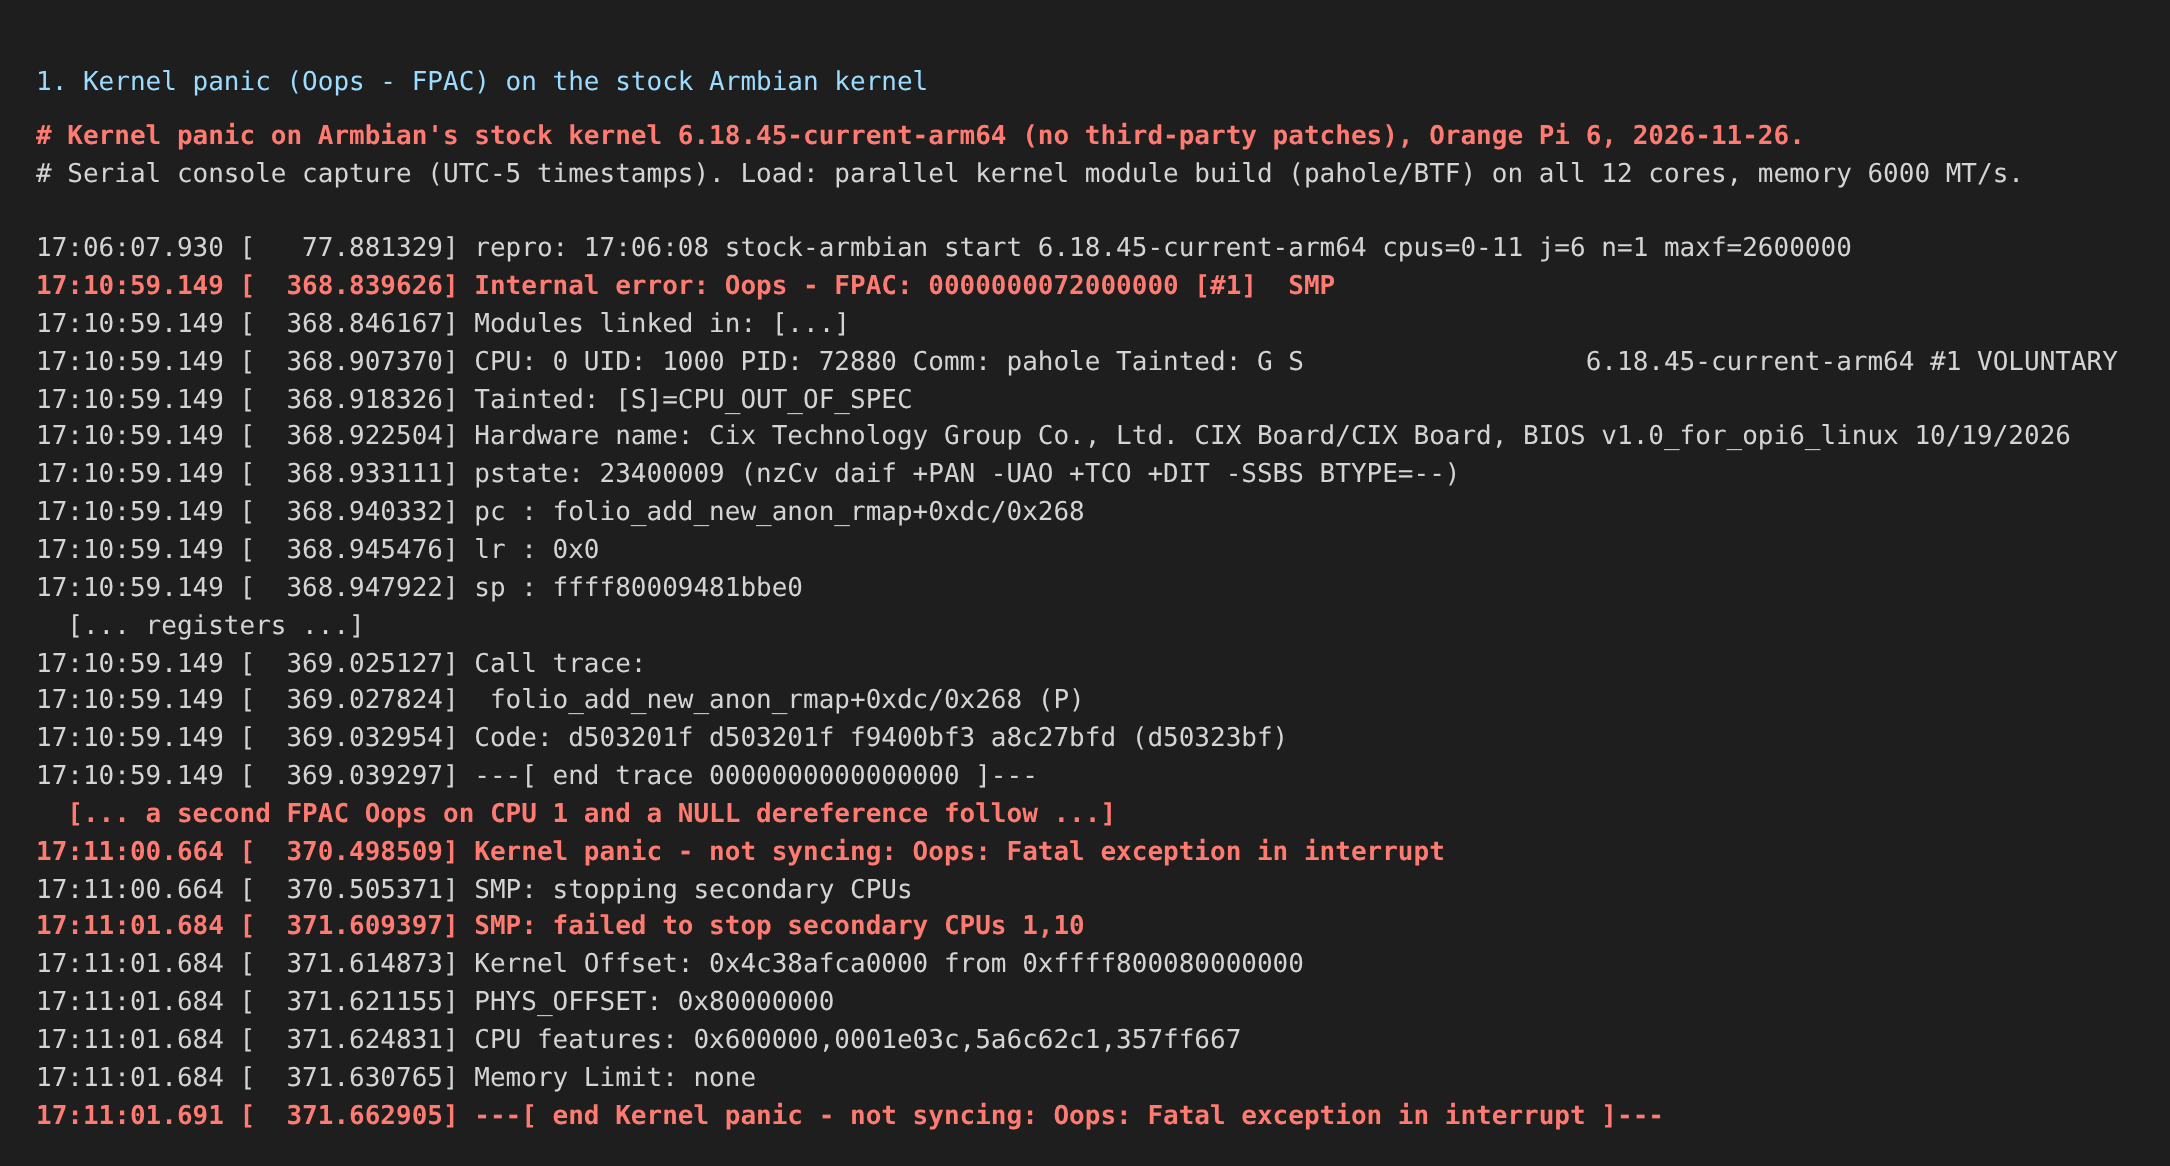 1. Kernel panic (Oops - FPAC) on the stock Armbian kernel
# Kernel panic on Armbian's stock kernel 6.18.45-current-arm64 (no third-party patches), Orange Pi 6, 2026-11-26.
# Serial console capture (UTC-5 timestamps). Load: parallel kernel module build (pahole/BTF) on all 12 cores, memory 6000 MT/s.
17:06:07.930 [   77.881329] repro: 17:06:08 stock-armbian start 6.18.45-current-arm64 cpus=0-11 j=6 n=1 maxf=2600000
17:10:59.149 [  368.839626] Internal error: Oops - FPAC: 0000000072000000 [#1]  SMP
17:10:59.149 [  368.846167] Modules linked in: [...]
17:10:59.149 [  368.907370] CPU: 0 UID: 1000 PID: 72880 Comm: pahole Tainted: G S                  6.18.45-current-arm64 #1 VOLUNTARY
17:10:59.149 [  368.918326] Tainted: [S]=CPU_OUT_OF_SPEC
17:10:59.149 [  368.922504] Hardware name: Cix Technology Group Co., Ltd. CIX Board/CIX Board, BIOS v1.0_for_opi6_linux 10/19/2026
17:10:59.149 [  368.933111] pstate: 23400009 (nzCv daif +PAN -UAO +TCO +DIT -SSBS BTYPE=--)
17:10:59.149 [  368.940332] pc : folio_add_new_anon_rmap+0xdc/0x268
17:10:59.149 [  368.945476] lr : 0x0
17:10:59.149 [  368.947922] sp : ffff80009481bbe0
  [... registers ...]
17:10:59.149 [  369.025127] Call trace:
17:10:59.149 [  369.027824]  folio_add_new_anon_rmap+0xdc/0x268 (P)
17:10:59.149 [  369.032954] Code: d503201f d503201f f9400bf3 a8c27bfd (d50323bf)
17:10:59.149 [  369.039297] ---[ end trace 0000000000000000 ]---
  [... a second FPAC Oops on CPU 1 and a NULL dereference follow ...]
17:11:00.664 [  370.498509] Kernel panic - not syncing: Oops: Fatal exception in interrupt
17:11:00.664 [  370.505371] SMP: stopping secondary CPUs
17:11:01.684 [  371.609397] SMP: failed to stop secondary CPUs 1,10
17:11:01.684 [  371.614873] Kernel Offset: 0x4c38afca0000 from 0xffff800080000000
17:11:01.684 [  371.621155] PHYS_OFFSET: 0x80000000
17:11:01.684 [  371.624831] CPU features: 0x600000,0001e03c,5a6c62c1,357ff667
17:11:01.684 [  371.630765] Memory Limit: none
17:11:01.691 [  371.662905] ---[ end Kernel panic - not syncing: Oops: Fatal exception in interrupt ]---